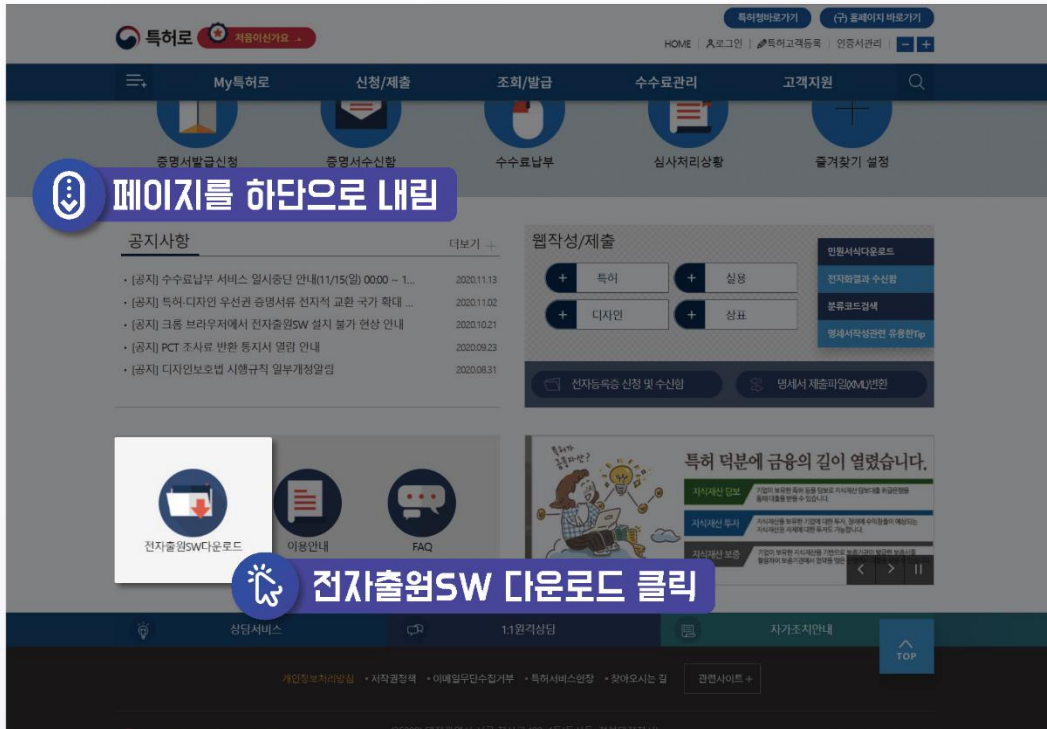 특허청바로가기 (구) 홈페이지 바로가기
특허로 처음이신가요
HOME 로그인 특허고객등록 인증서관리
My특허로 신청/제출 조회/발급 수수료관리 고객지원
증명서발급신청 증명서수신함 수수료납부 심사처리상황 즐겨찾기 설정
페이지를 하단으로 내림
공지사항 더보기 +
• [공지] 수수료납부 서비스 일시중단 안내(11/15(일) 00:00 ~ 1... 2020.11.13
• [공지] 특허·디자인 우선권 증명서류 전자적 교환 국가 확대 ... 2020.11.02
• [공지] 크롬 브라우저에서 전자출원SW 설치 불가 현상 안내 2020.10.21
• [공지] PCT 조사료 반환 통지서 열람 안내 2020.09.23
• [공지] 디자인보호법 시행규칙 일부개정알림 2020.08.31
웹작성/제출
+ 특허 + 실용
+ 디자인 + 상표
민원서식다운로드
전자화결과 수신함
분류코드검색
명세서작성관련 유용한Tip
전자등록증 신청 및 수신함 명세서 제출파일(XML)변환
전자출원SW다운로드 이용안내 FAQ
특허가
금융자산?
특허 덕분에 금융의 길이 열렸습니다.
지식재산 담보
지식재산 투자
지식재산 보증
전자출원SW 다운로드 클릭
상담서비스 1:1원격상담 자가조치안내
TOP
개인정보처리방침 • 저작권정책 • 이메일무단수집거부 • 특허서비스헌장 • 찾아오시는 길 관련사이트 +